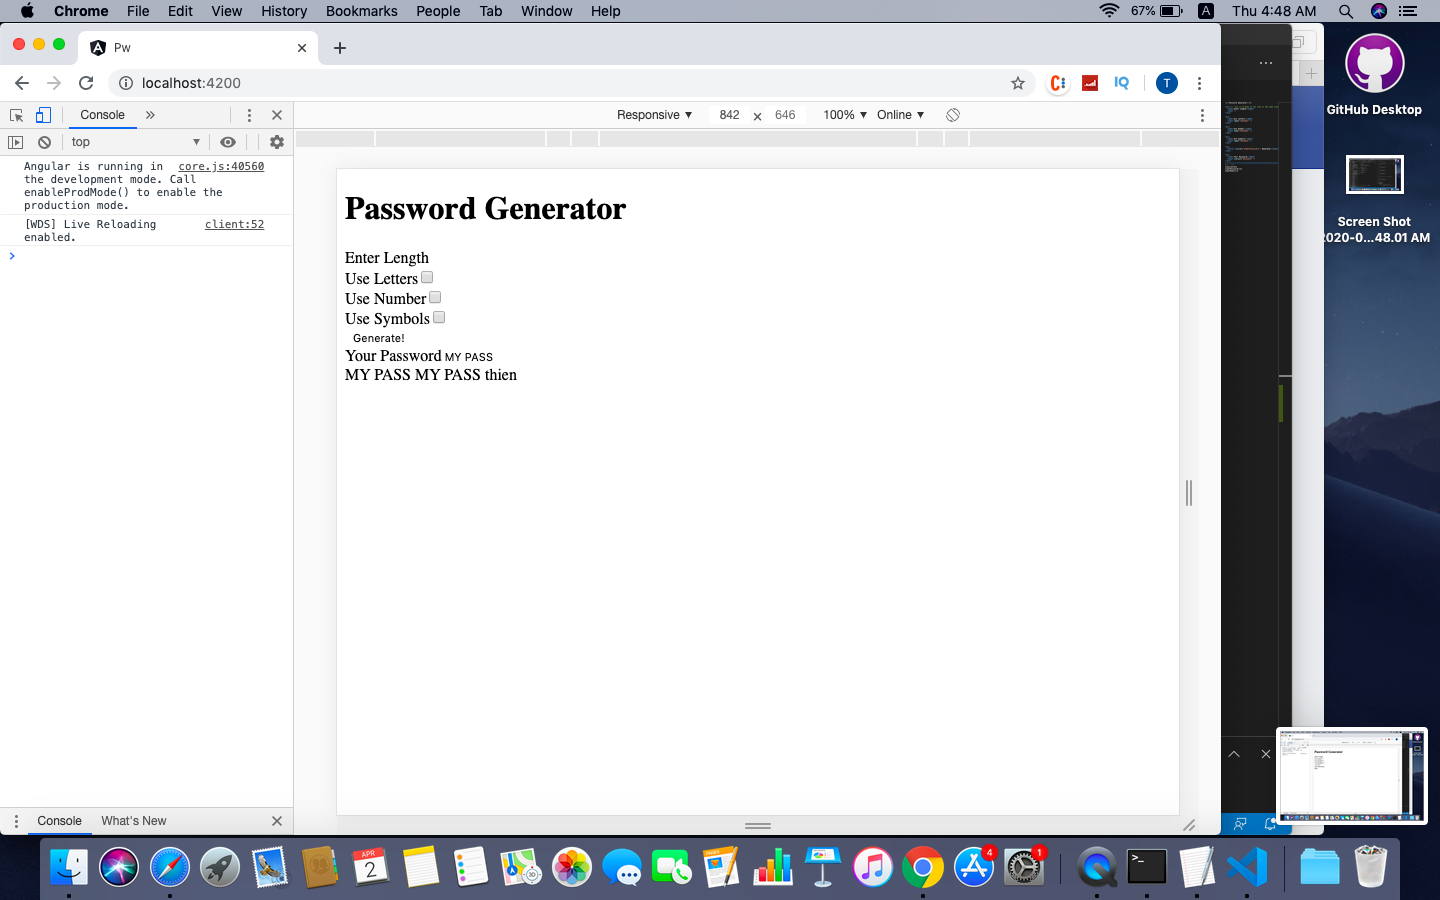 Chrome File Edit View History Bookmarks People Tab Window Help 67% A Thu 4:48 AM
Pw
localhost:4200
T
Console
Responsive 842 x 646 100% Online
top
Angular is running in core.js:40560
the development mode. Call
enableProdMode() to enable the
production mode.
[WDS] Live Reloading client:52
enabled.
Password Generator
Enter Length
Use Letters
Use Number
Use Symbols
Generate!
Your Password MY PASS
MY PASS MY PASS thien
GitHub Desktop
Screen Shot
2020-0...48.01 AM
Console What's New
APR
2
4
1